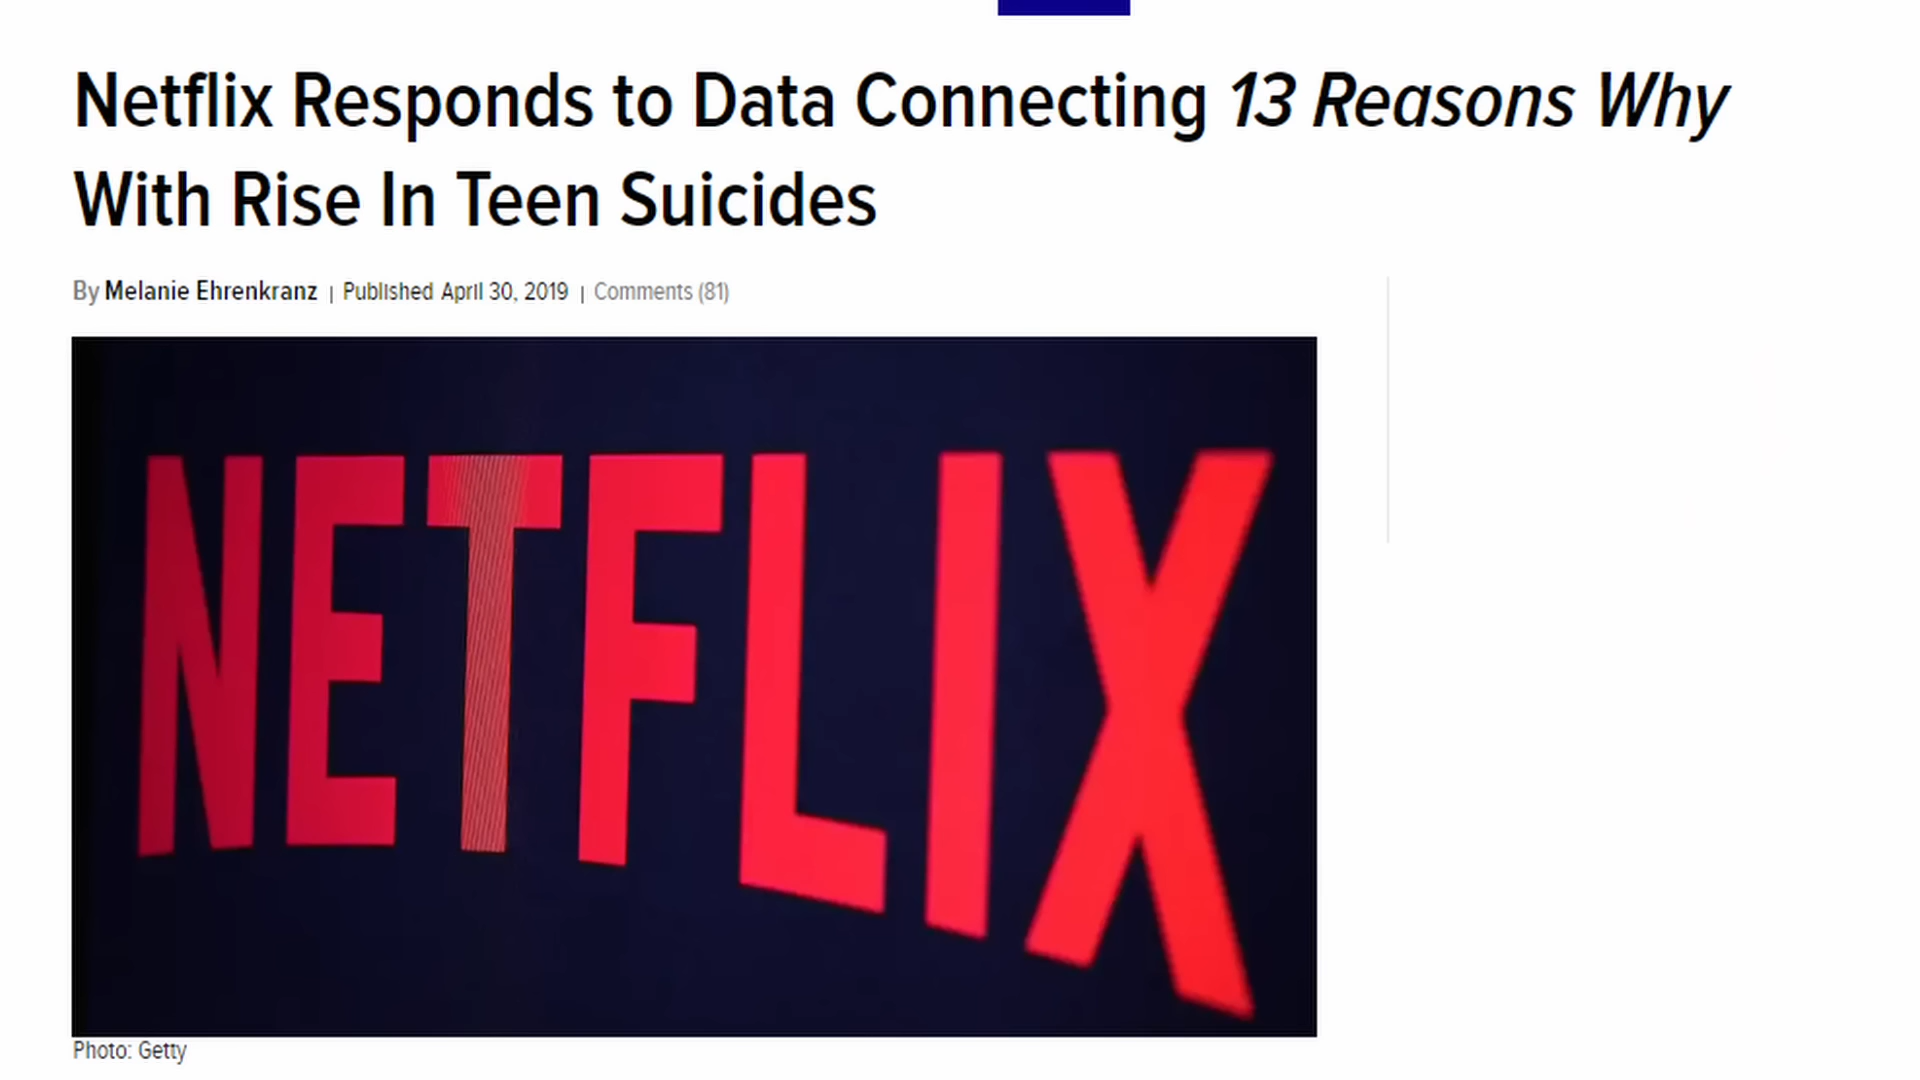 Netflix Responds to Data Connecting 13 Reasons Why
With Rise In Teen Suicides
By Melanie Ehrenkranz | Published April 30, 2019 | Comments (81)
NETFLIX
Photo: Getty